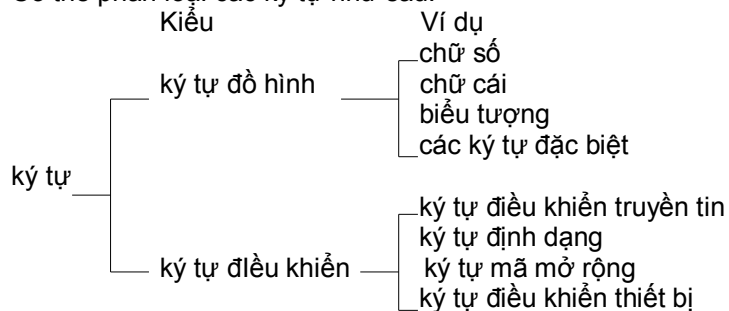 Kiểu Ví dụ
chữ số
ký tự đồ hình chữ cái
biểu tượng
các ký tự đặc biệt
ký tự
ký tự điều khiển truyền tin
ký tự định dạng
ký tự đIều khiển ký tự mã mở rộng
ký tự điều khiển thiết bị